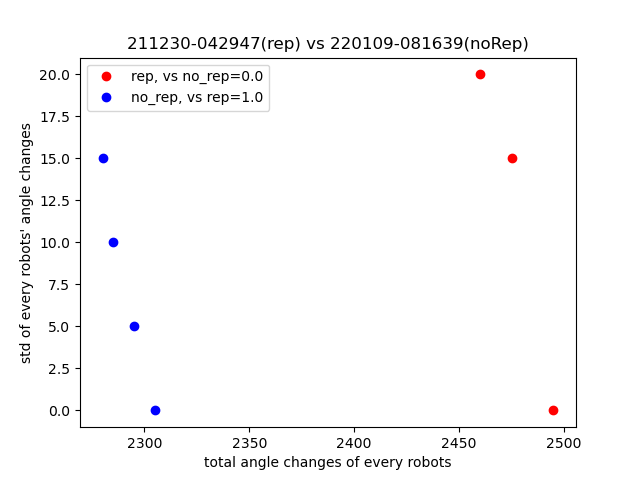 211230-042947(rep) vs 220109-081639(noRep)
rep, vs no_rep=0.0
no_rep, vs rep=1.0
std of every robots' angle changes
20.0
17.5
15.0
12.5
10.0
7.5
5.0
2.5
0.0
2300 2350 2400 2450 2500
total angle changes of every robots